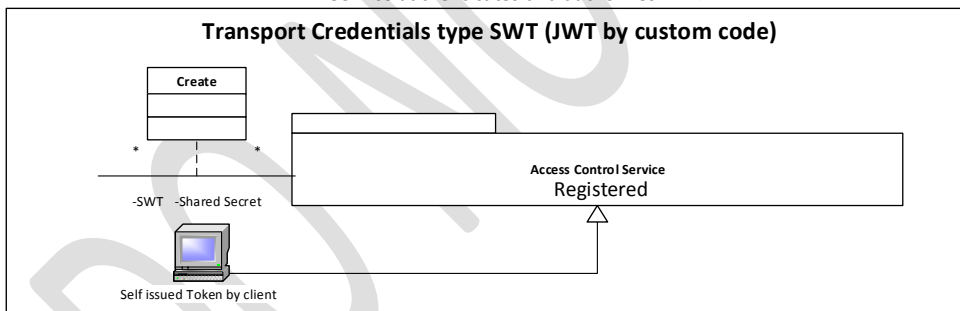 Transport Credentials type SWT (JWT by custom code)
Create
* *
-SWT -Shared Secret
Access Control Service
Registered
Self issued Token by client